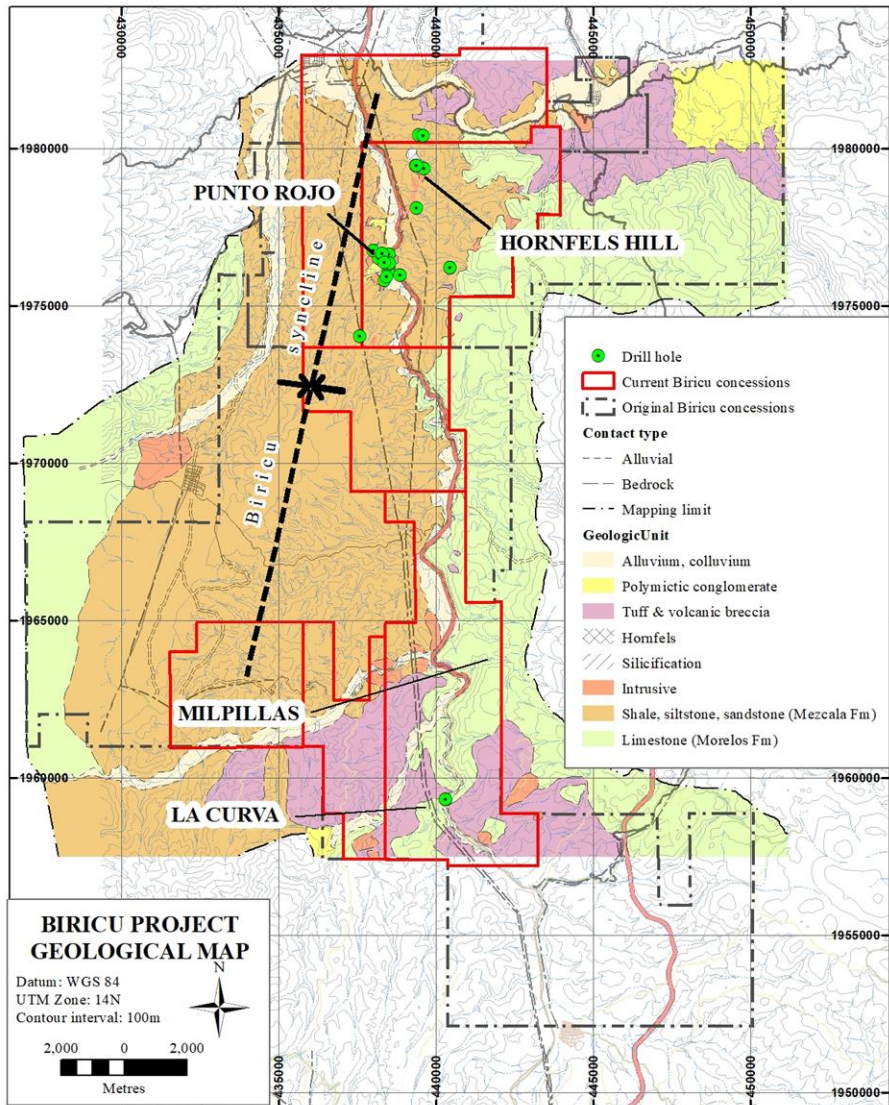 430000
435000
440000
445000
450000
1980000
1980000
PUNTO ROJO
HORNFELS HILL
syncline
1975000
1975000
Biricu
1970000
1970000
1965000
1965000
MILPILLAS
1960000
1960000
LA CURVA
1955000
1955000
1950000
1950000
435000
440000
445000
450000
Drill hole
Current Biricu concessions
Original Biricu concessions
Contact type
Alluvial
Bedrock
Mapping limit
GeologicUnit
Alluvium, colluvium
Polymictic conglomerate
Tuff & volcanic breccia
Hornfels
Silicification
Intrusive
Shale, siltstone, sandstone (Mezcala Fm)
Limestone (Morelos Fm)
BIRICU PROJECT
GEOLOGICAL MAP
Datum: WGS 84
UTM Zone: 14N
Contour interval: 100m
N
2,000 0 2,000
Metres